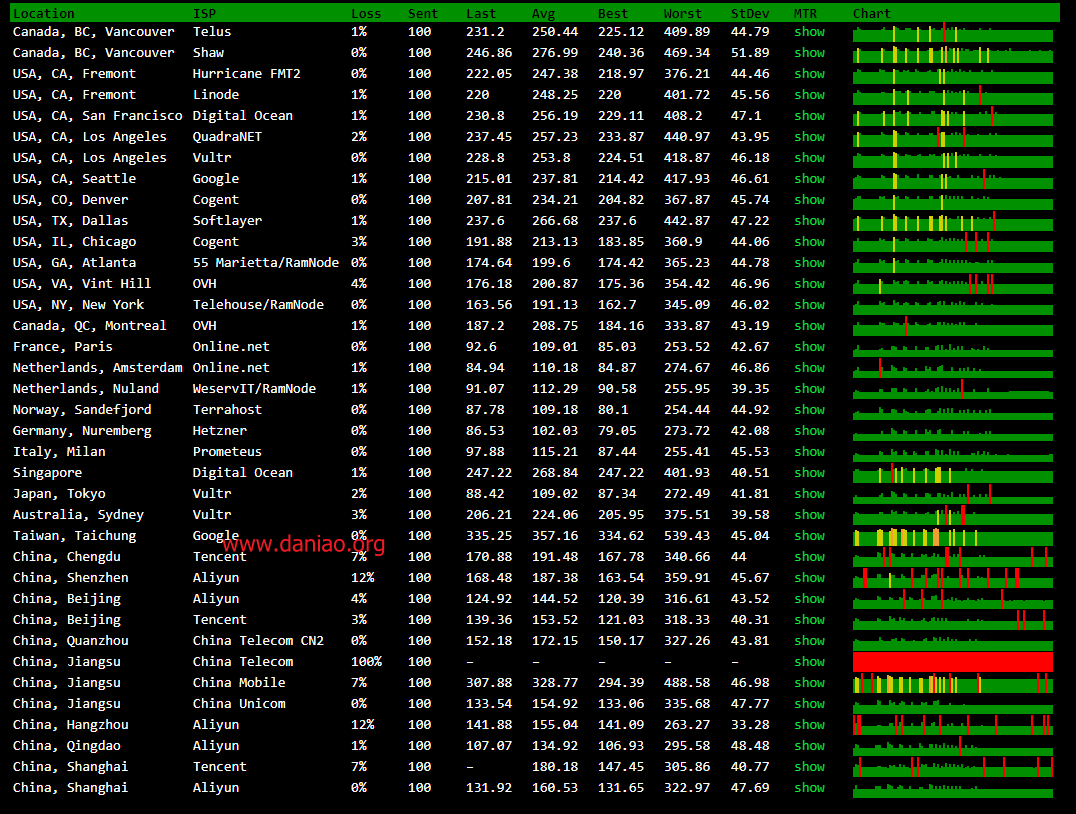 Location ISP Loss Sent Last Avg Best Worst StDev MTR Chart
Canada, BC, Vancouver Telus 1% 100 231.2 250.44 225.12 409.89 44.79 show
Canada, BC, Vancouver Shaw 0% 100 246.86 276.99 240.36 469.34 51.89 show
USA, CA, Fremont Hurricane FMT2 0% 100 222.05 247.38 218.97 376.21 44.46 show
USA, CA, Fremont Linode 1% 100 220 248.25 220 401.72 45.56 show
USA, CA, San Francisco Digital Ocean 1% 100 230.8 256.19 229.11 408.2 47.1 show
USA, CA, Los Angeles QuadraNET 2% 100 237.45 257.23 233.87 440.97 43.95 show
USA, CA, Los Angeles Vultr 0% 100 228.8 253.8 224.51 418.87 46.18 show
USA, CA, Seattle Google 1% 100 215.01 237.81 214.42 417.93 46.61 show
USA, CO, Denver Cogent 0% 100 207.81 234.21 204.82 367.87 45.74 show
USA, TX, Dallas Softlayer 1% 100 237.6 266.68 237.6 442.87 47.22 show
USA, IL, Chicago Cogent 3% 100 191.88 213.13 183.85 360.9 44.06 show
USA, GA, Atlanta 55 Marietta/RamNode 0% 100 174.64 199.6 174.42 365.23 44.78 show
USA, VA, Vint Hill OVH 4% 100 176.18 200.87 175.36 354.42 46.96 show
USA, NY, New York Telehouse/RamNode 0% 100 163.56 191.13 162.7 345.09 46.02 show
Canada, QC, Montreal OVH 1% 100 187.2 208.75 184.16 333.87 43.19 show
France, Paris Online.net 0% 100 92.6 109.01 85.03 253.52 42.67 show
Netherlands, Amsterdam Online.net 1% 100 84.94 110.18 84.87 274.67 46.86 show
Netherlands, Nuland WeservIT/RamNode 1% 100 91.07 112.29 90.58 255.95 39.35 show
Norway, Sandefjord Terrahost 0% 100 87.78 109.18 80.1 254.44 44.92 show
Germany, Nuremberg Hetzner 0% 100 86.53 102.03 79.05 273.72 42.08 show
Italy, Milan Prometeus 0% 100 97.88 115.21 87.44 255.41 45.53 show
Singapore Digital Ocean 1% 100 247.22 268.84 247.22 401.93 40.51 show
Japan, Tokyo Vultr 2% 100 88.42 109.02 87.34 272.49 41.81 show
Australia, Sydney Vultr 3% 100 206.21 224.06 205.95 375.51 39.58 show
Taiwan, Taichung Google 0% 100 335.25 357.16 334.62 539.43 45.04 show
www.daniao.org
China, Chengdu Tencent 7% 100 170.88 191.48 167.78 340.66 44 show
China, Shenzhen Aliyun 12% 100 168.48 187.38 163.54 359.91 45.67 show
China, Beijing Aliyun 4% 100 124.92 144.52 120.39 316.61 43.52 show
China, Beijing Tencent 3% 100 139.36 153.52 121.03 318.33 40.31 show
China, Quanzhou China Telecom CN2 0% 100 152.18 172.15 150.17 327.26 43.81 show
China, Jiangsu China Telecom 100% 100 – – – – – show
China, Jiangsu China Mobile 7% 100 307.88 328.77 294.39 488.58 46.98 show
China, Jiangsu China Unicom 0% 100 133.54 154.92 133.06 335.68 47.77 show
China, Hangzhou Aliyun 12% 100 141.88 155.04 141.09 263.27 33.28 show
China, Qingdao Aliyun 1% 100 107.07 134.92 106.93 295.58 48.48 show
China, Shanghai Tencent 7% 100 – 180.18 147.45 305.86 40.77 show
China, Shanghai Aliyun 0% 100 131.92 160.53 131.65 322.97 47.69 show